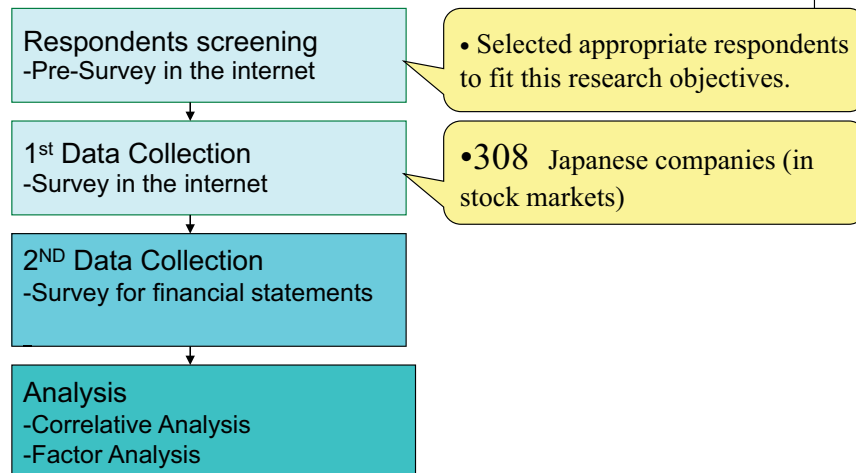 Respondents screening
-Pre-Survey in the internet
• Selected appropriate respondents
to fit this research objectives.
1st Data Collection
-Survey in the internet
•308 Japanese companies (in
stock markets)
2ND Data Collection
-Survey for financial statements
-
Analysis
-Correlative Analysis
-Factor Analysis